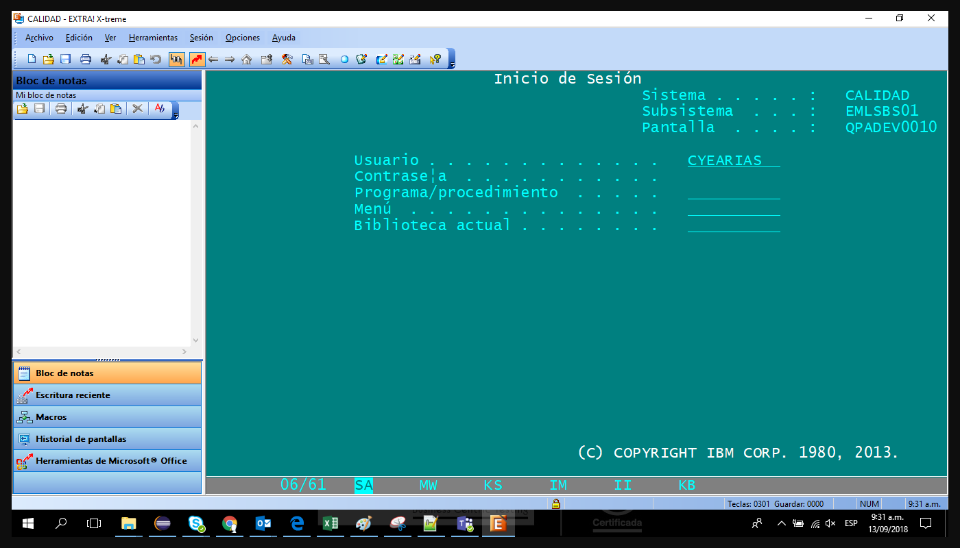 CALIDAD - EXTRA! X-treme
Archivo Edición Ver Herramientas Sesión Opciones Ayuda
Bloc de notas
Mi bloc de notas
Inicio de Sesión
Sistema . . . . . : CALIDAD
Subsistema . . . : EMLSBS01
Pantalla . . . . : QPADEV0010
Usuario . . . . . . . . . . . . . CYEARIAS
Contrase¦a . . . . . . . . . . .
Programa/procedimiento . . . . .
Menú . . . . . . . . . . . . . .
Biblioteca actual . . . . . . . .
Bloc de notas
Escritura reciente
Macros
Historial de pantallas
Herramientas de Microsoft® Office
(C) COPYRIGHT IBM CORP. 1980, 2013.
06/61 SA MW KS IM II KB
Teclas: 0301 Guardar: 0000 NUM 9:31 a.m.
Certificada
ESP
9:31 a.m.
13/09/2018